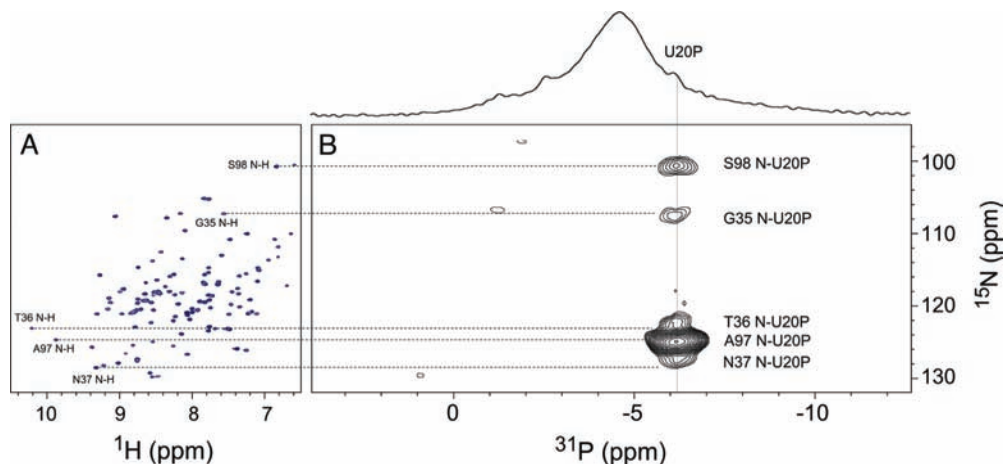 U20P
A
B
S98 N-H
G35 N-H
T36 N-H
A97 N-H
N37 N-H
S98 N-U20P
G35 N-U20P
T36 N-U20P
A97 N-U20P
N37 N-U20P
100
110
120
130
¹⁵N (ppm)
10 9 8 7
0 -5 -10
¹H (ppm)
³¹P (ppm)